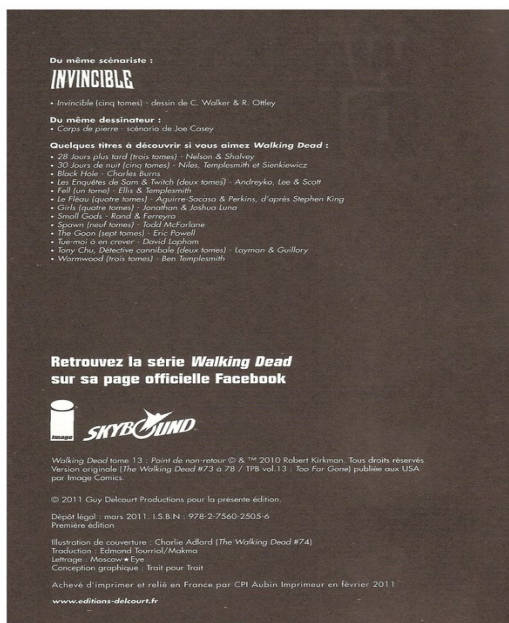 Du même scénariste :
INVINCIBLE
• Invincible (cinq tomes) - dessin de C. Walker & R. Ottley
Du même dessinateur :
• Corps de pierre - scénario de Joe Casey
Quelques titres à découvrir si vous aimez Walking Dead :
• 28 Jours plus tard (trois tomes) - Nelson & Shalvey
• 30 Jours de nuit (cinq tomes) - Niles, Templesmith et Sienkiewicz
• Black Hole - Charles Burns
• Les Enquêtes de Sam & Twitch (deux tomes) - Andreyko, Lee & Scott
• Fell (un tome) - Ellis & Templesmith
• Le Fléau (quatre tomes) - Aguirre-Sacasa & Perkins, d'après Stephen King
• Girls (quatre tomes) - Jonathan & Joshua Luna
• Small Gods - Rand & Ferreyra
• Spawn (neuf tomes) - Todd McFarlane
• The Goon (sept tomes) - Eric Powell
• Tue-moi à en crever - David Lapham
• Tony Chu, Détective cannibale (deux tomes) - Layman & Guillory
• Wormwood (trois tomes) - Ben Templesmith
Retrouvez la série Walking Dead
sur sa page officielle Facebook
image
SKYBOUND
Walking Dead tome 13 : Point de non-retour © & ™ 2010 Robert Kirkman. Tous droits réservés
Version originale (The Walking Dead #73 à 78 / TPB vol.13 : Too Far Gone) publiée aux USA
par Image Comics.
© 2011 Guy Delcourt Productions pour la présente édition.
Dépôt légal : mars 2011. I.S.B.N : 978-2-7560-2505-6
Première édition
Illustration de couverture : Charlie Adlard (The Walking Dead #74)
Traduction : Edmond Tourriol/Makma
Lettrage : Moscow★Eye
Conception graphique : Trait pour Trait
Achevé d'imprimer et relié en France par CPI Aubin Imprimeur en février 2011
www.editions-delcourt.fr